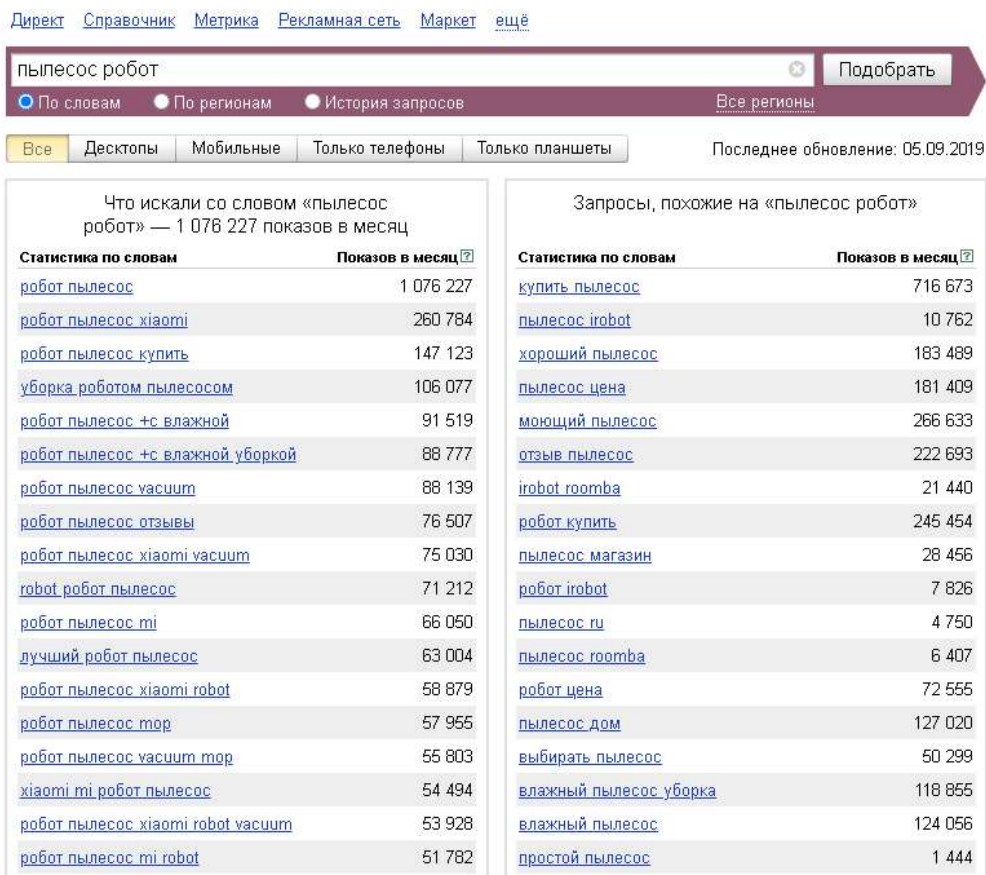 Директ Справочник Метрика Рекламная сеть Маркет ещё
пылесос робот Подобрать
По словам По регионам История запросов Все регионы
Все Десктопы Мобильные Только телефоны Только планшеты Последнее обновление: 05.09.2019
Что искали со словом «пылесос
робот» — 1 076 227 показов в месяц
Статистика по словам Показов в месяц ?
робот пылесос 1 076 227
робот пылесос xiaomi 260 784
робот пылесос купить 147 123
уборка роботом пылесосом 106 077
робот пылесос +с влажной 91 519
робот пылесос +с влажной уборкой 88 777
робот пылесос vacuum 88 139
робот пылесос отзывы 76 507
робот пылесос xiaomi vacuum 75 030
robot робот пылесос 71 212
робот пылесос mi 66 050
лучший робот пылесос 63 004
робот пылесос xiaomi robot 58 879
робот пылесос mop 57 955
робот пылесос vacuum mop 55 803
xiaomi mi робот пылесос 54 494
робот пылесос xiaomi robot vacuum 53 928
робот пылесос mi robot 51 782
Запросы, похожие на «пылесос робот»
Статистика по словам Показов в месяц ?
купить пылесос 716 673
пылесос irobot 10 762
хороший пылесос 183 489
пылесос цена 181 409
моющий пылесос 266 633
отзыв пылесос 222 693
irobot roomba 21 440
робот купить 245 454
пылесос магазин 28 456
робот irobot 7 826
пылесос ru 4 750
пылесос roomba 6 407
робот цена 72 555
пылесос дом 127 020
выбирать пылесос 50 299
влажный пылесос уборка 118 855
влажный пылесос 124 056
простой пылесос 1 444